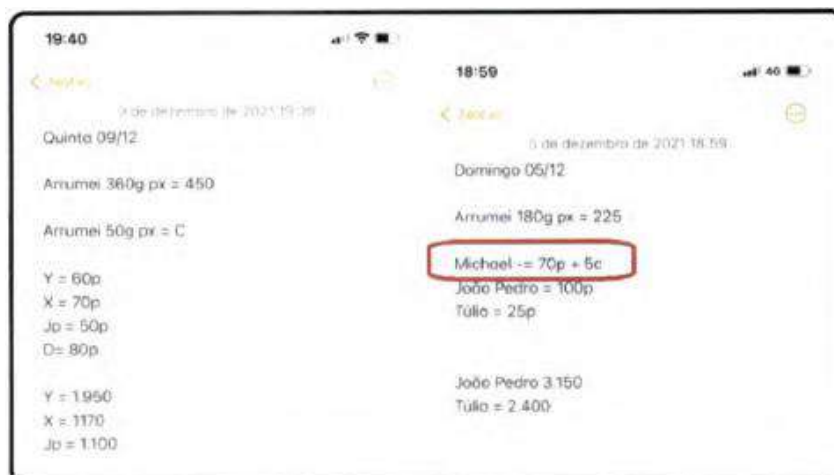 19:40
9 de dezembro de 2021 19:39
Quinta 09/12
Arrumei 360g px = 450
Arrumei 50g px = C
Y = 60p
X = 70p
Jp = 50p
D= 80p
Y = 1.950
X = 1170
Jp = 1.100
18:59
4G
5 de dezembro de 2021 18:59
Domingo 05/12
Arrumei 180g px = 225
Michael -= 70p + 5c
João Pedro = 100p
Túlio = 25p
João Pedro 3.150
Túlio = 2.400